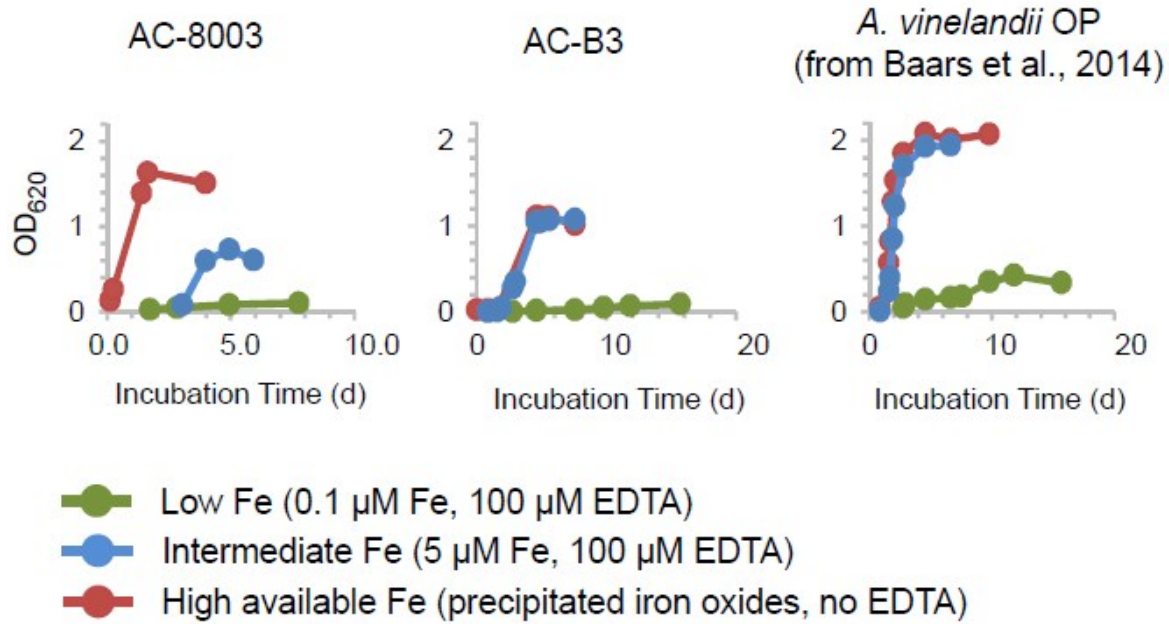 AC-8003
AC-B3
A. vinelandii OP
(from Baars et al., 2014)
OD620
2
1
0
0.0 5.0 10.0
Incubation Time (d)
2
1
0
0 10 20
Incubation Time (d)
2
1
0
0 10 20
Incubation Time (d)
Low Fe (0.1 µM Fe, 100 µM EDTA)
Intermediate Fe (5 µM Fe, 100 µM EDTA)
High available Fe (precipitated iron oxides, no EDTA)